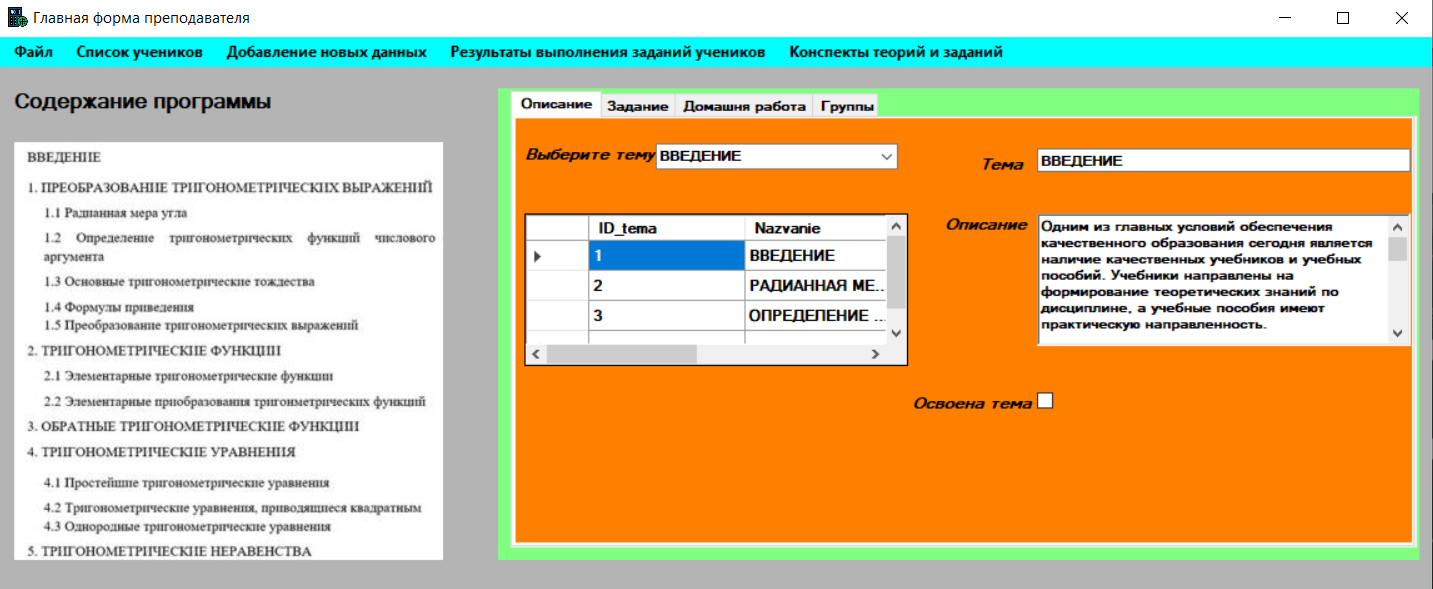 Главная форма преподавателя
Файл Список учеников Добавление новых данных Результаты выполнения заданий учеников Конспекты теорий и заданий
Содержание программы
ВВЕДЕНИЕ
1. ПРЕОБРАЗОВАНИЕ ТРИГОНОМЕТРИЧЕСКИХ ВЫРАЖЕНИЙ
1.1 Радианная мера угла
1.2 Определение тригонометрических функций числового
аргумента
1.3 Основные тригонометрические тождества
1.4 Формулы приведения
1.5 Преобразование тригонометрических выражений
2. ТРИГОНОМЕТРИЧЕСКИЕ ФУНКЦИИ
2.1 Элементарные тригонометрические функции
2.2 Элементарные приобразования тригонметрических функций
3. ОБРАТНЫЕ ТРИГОНОМЕТРИЧЕСКИЕ ФУНКЦИИ
4. ТРИГОНОМЕТРИЧЕСКИЕ УРАВНЕНИЯ
4.1 Простейшие тригонометрические уравнения
4.2 Тригонометрические уравнения, приводящиеся квадратным
4.3 Однородные тригонометрические уравнения
5. ТРИГОНОМЕТРИЧЕСКИЕ НЕРАВЕНСТВА
Описание Задание Домашня работа Группы
Выберите тему ВВЕДЕНИЕ
ID_tema Nazvanie
1 ВВЕДЕНИЕ
2 РАДИАННАЯ МЕ...
3 ОПРЕДЕЛЕНИЕ ...
Тема ВВЕДЕНИЕ
Описание Одним из главных условий обеспечения
качественного образования сегодня является
наличие качественных учебников и учебных
пособий. Учебники направлены на
формирование теоретических знаний по
дисциплине, а учебные пособия имеют
практическую направленность.
Освоена тема